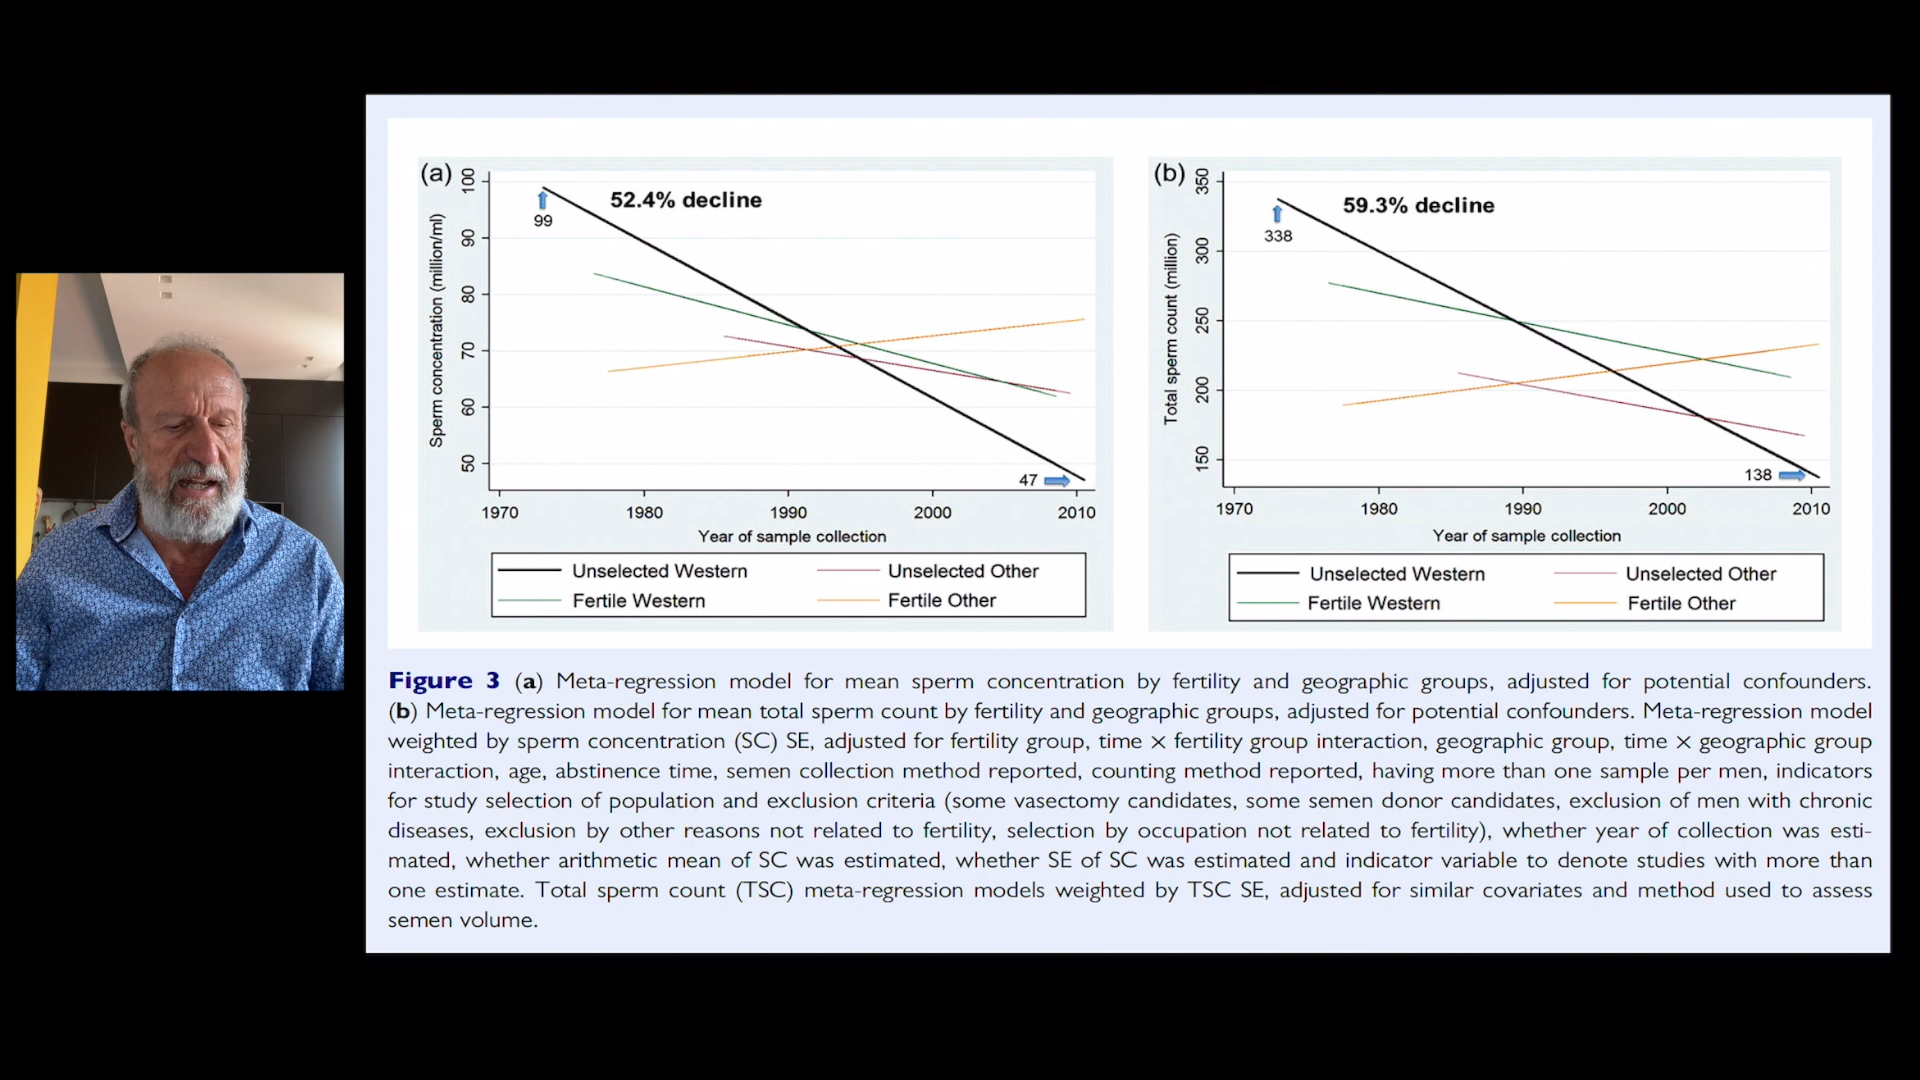 (a)
100
90
80
70
60
50
Sperm concentration (million/ml)
99
52.4% decline
47
1970 1980 1990 2000 2010
Year of sample collection
Unselected Western Unselected Other
Fertile Western Fertile Other
(b)
350
300
250
200
150
Total sperm count (million)
338
59.3% decline
138
1970 1980 1990 2000 2010
Year of sample collection
Unselected Western Unselected Other
Fertile Western Fertile Other
Figure 3 (a) Meta-regression model for mean sperm concentration by fertility and geographic groups, adjusted for potential confounders.
(b) Meta-regression model for mean total sperm count by fertility and geographic groups, adjusted for potential confounders. Meta-regression model
weighted by sperm concentration (SC) SE, adjusted for fertility group, time × fertility group interaction, geographic group, time × geographic group
interaction, age, abstinence time, semen collection method reported, counting method reported, having more than one sample per men, indicators
for study selection of population and exclusion criteria (some vasectomy candidates, some semen donor candidates, exclusion of men with chronic
diseases, exclusion by other reasons not related to fertility, selection by occupation not related to fertility), whether year of collection was esti-
mated, whether arithmetic mean of SC was estimated, whether SE of SC was estimated and indicator variable to denote studies with more than
one estimate. Total sperm count (TSC) meta-regression models weighted by TSC SE, adjusted for similar covariates and method used to assess
semen volume.